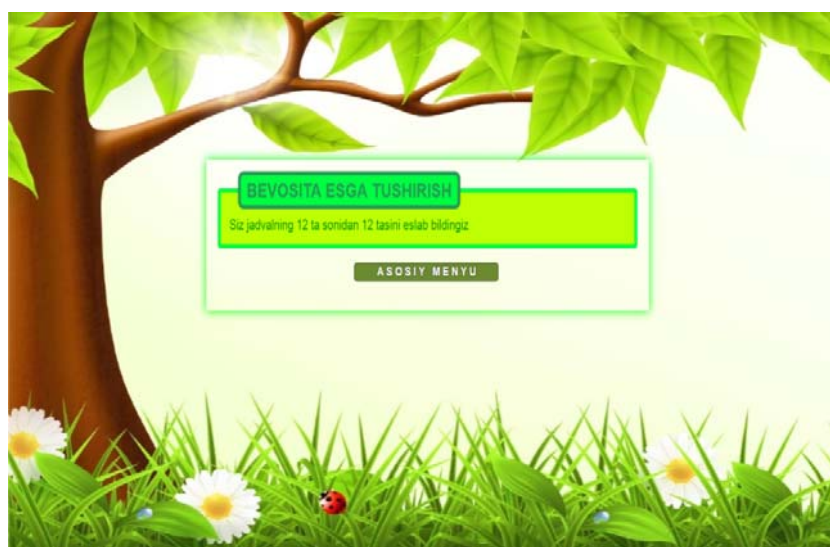 BEVOSITA ESGA TUSHIRISH
Siz jadvalning 12 ta sonidan 12 tasini eslab bildingiz
ASOSIY MENYU